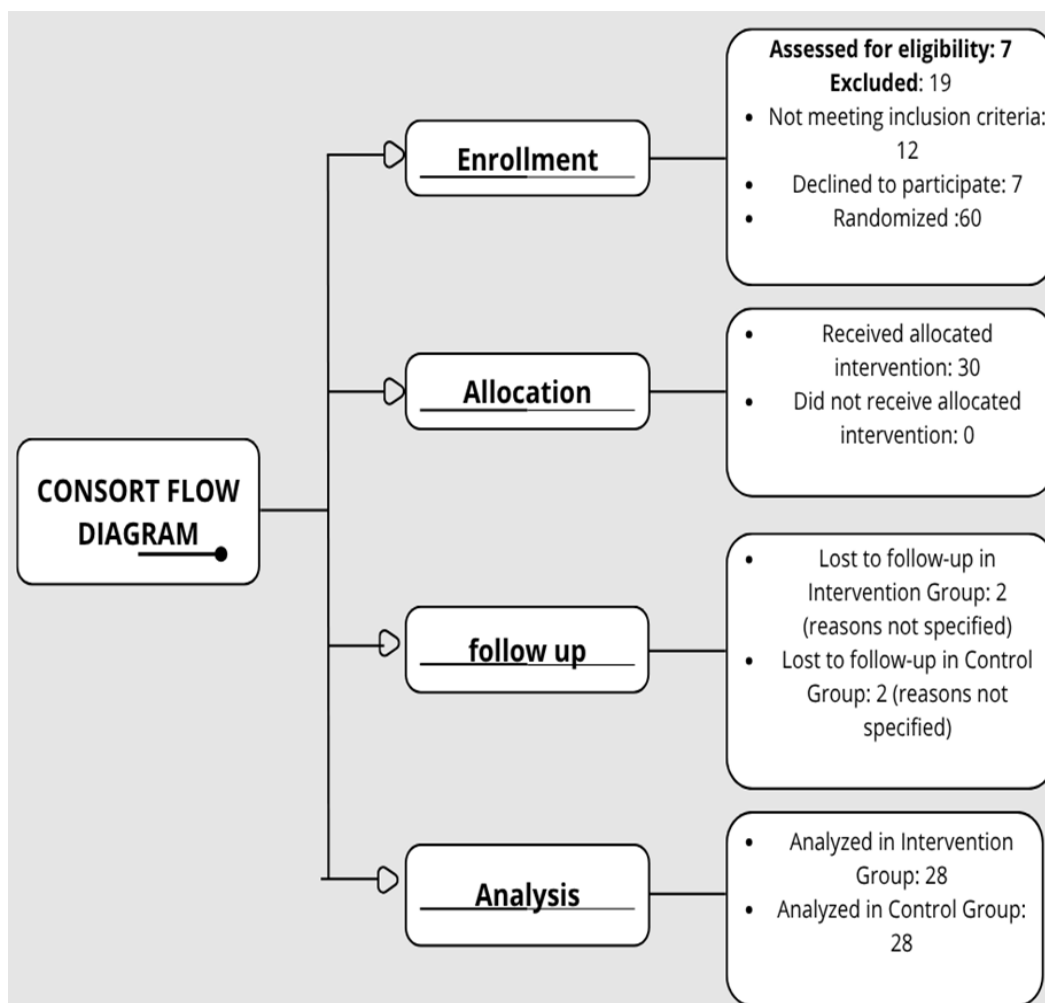 Assessed for eligibility: 7
Excluded: 19
• Not meeting inclusion criteria:
12
• Declined to participate: 7
• Randomized :60
Enrollment
• Received allocated
intervention: 30
• Did not receive allocated
intervention: 0
Allocation
CONSORT FLOW
DIAGRAM
• Lost to follow-up in
Intervention Group: 2
(reasons not specified)
• Lost to follow-up in Control
Group: 2 (reasons not
specified)
follow up
• Analyzed in Intervention
Group: 28
• Analyzed in Control Group:
28
Analysis